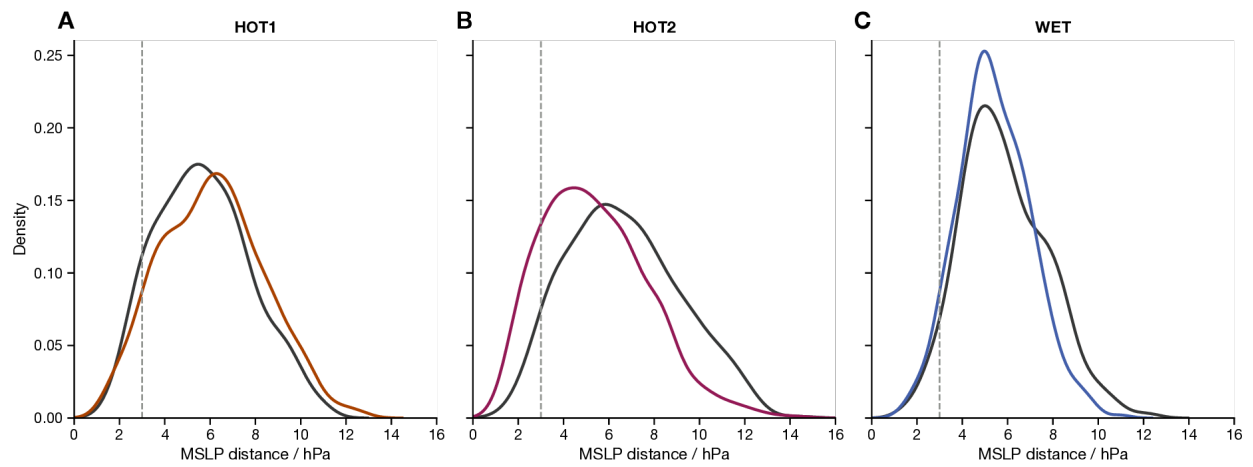 A
HOT1
B
HOT2
C
WET
0.25
0.20
0.15
0.10
0.05
0.00
Density
0 2 4 6 8 10 12 14 16
MSLP distance / hPa
0 2 4 6 8 10 12 14 16
MSLP distance / hPa
0 2 4 6 8 10 12 14 16
MSLP distance / hPa